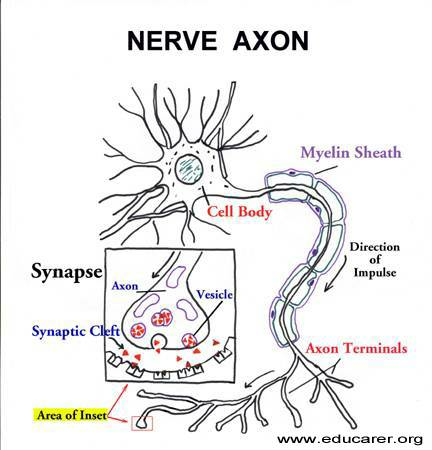 NERVE AXON
Myelin Sheath
Cell Body
Direction
of
Impulse
Synapse
Axon
Vesicle
Synaptic Cleft
Axon Terminals
Area of Inset
www.educarer.org